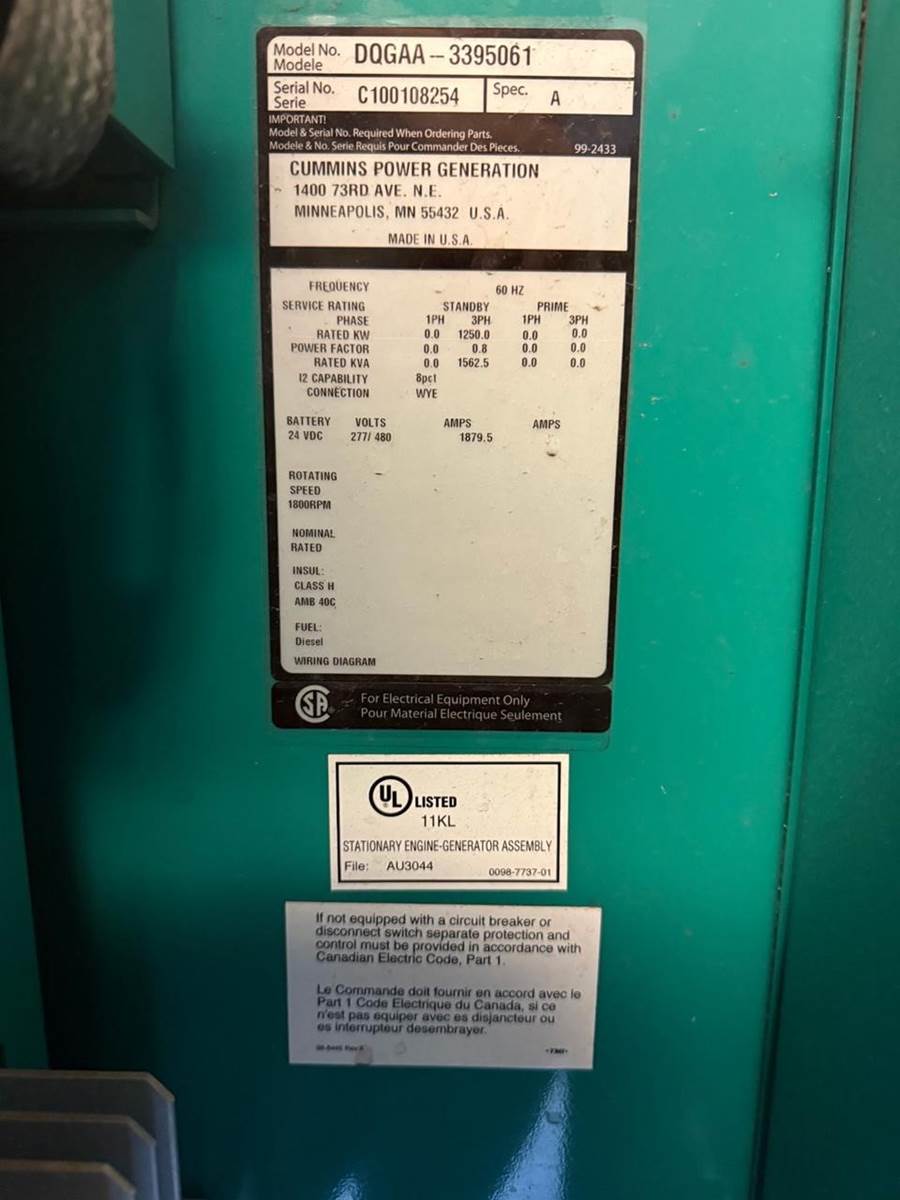 Model No. DQGAA - 3395061
Modele
Serial No. C100108254 Spec. A
Serie
IMPORTANT!
Model & Serial No. Required When Ordering Parts.
Modele & No. Serie Requis Pour Commander Des Pieces. 99-2433
CUMMINS POWER GENERATION
1400 73RD AVE. N.E.
MINNEAPOLIS, MN 55432 U.S.A.
MADE IN U.S.A.
FREQUENCY 60 HZ
SERVICE RATING STANDBY PRIME
PHASE 1PH 3PH 1PH 3PH
RATED KW 0.0 1250.0 0.0 0.0
POWER FACTOR 0.0 0.8 0.0 0.0
RATED KVA 0.0 1562.5 0.0 0.0
I2 CAPABILITY 8pct
CONNECTION WYE
BATTERY VOLTS AMPS AMPS
24 VDC 277/ 480 1879.5
ROTATING
SPEED
1800RPM
NOMINAL
RATED
INSUL:
CLASS H
AMB 40C
FUEL:
Diesel
WIRING DIAGRAM
SA
For Electrical Equipment Only
Pour Material Electrique Seulement
UL LISTED
11KL
STATIONARY ENGINE-GENERATOR ASSEMBLY
File: AU3044 0098-7737-01
If not equipped with a circuit breaker or
disconnect switch separate protection and
control must be provided in accordance with
Canadian Electric Code, Part 1.
Le Commande doit fournir en accord avec le
Part 1 Code Electrique du Canada, si ce
n'est pas equiper avec es disjancteur ou
es interrupteur desembrayer.